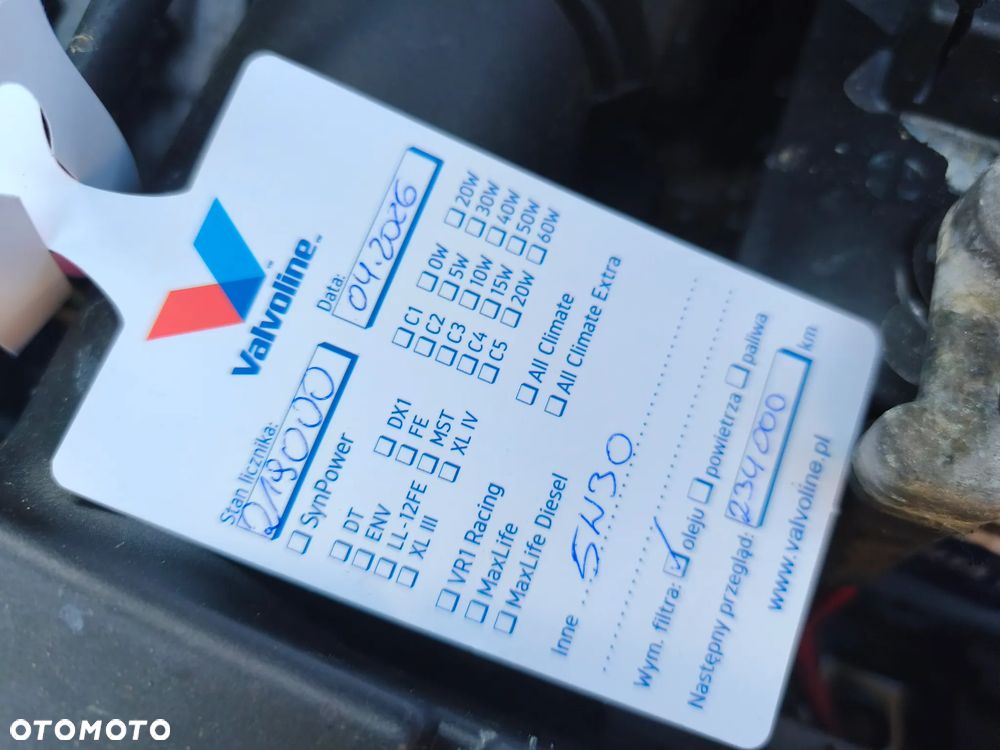 Valvoline™
Stan licznika: Data:
219000 04.2026
☐ SynPower
☐ DT ☐ DX1 ☐ C1 ☐ 0W ☐ 20W
☐ ENV ☐ FE ☐ C2 ☐ 5W ☐ 30W
☐ LL-12FE ☐ MST ☐ C3 ☐ 10W ☐ 40W
☐ XL III ☐ XL IV ☐ C4 ☐ 15W ☐ 50W
☐ C5 ☐ 20W ☐ 60W
☐ VR1 Racing
☐ MaxLife ☐ All Climate
☐ MaxLife Diesel ☐ All Climate Extra
Inne 5W30
Wym. filtra: ☑ oleju ☐ powietrza ☐ paliwa
Następny przegląd: 234000 km
www.valvoline.pl
OTOMOTO